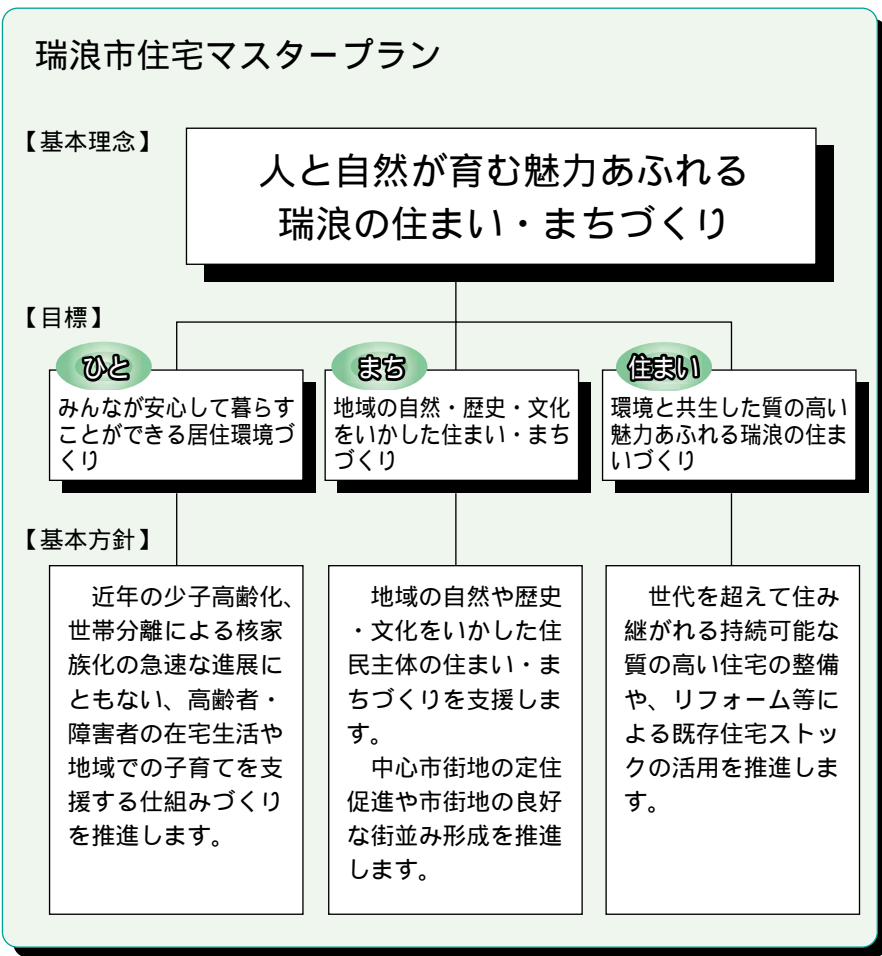 瑞浪市住宅マスタープラン
【基本理念】
人と自然が育む魅力あふれる
瑞浪の住まい・まちづくり
【目標】
ひと
みんなが安心して暮らす
ことができる居住環境づ
くり
まち
地域の自然・歴史・文化
をいかした住まい・まち
づくり
住まい
環境と共生した質の高い
魅力あふれる瑞浪の住ま
いづくり
【基本方針】
近年の少子高齢化、
世帯分離による核家
族化の急速な進展に
ともない、高齢者・
障害者の在宅生活や
地域での子育てを支
援する仕組みづくり
を推進します。
地域の自然や歴史
・文化をいかした住
民主体の住まい・ま
ちづくりを支援しま
す。
中心市街地の定住
促進や市街地の良好
な街並み形成を推進
します。
世代を超えて住み
継がれる持続可能な
質の高い住宅の整備
や、リフォーム等に
よる既存住宅ストッ
クの活用を推進しま
す。